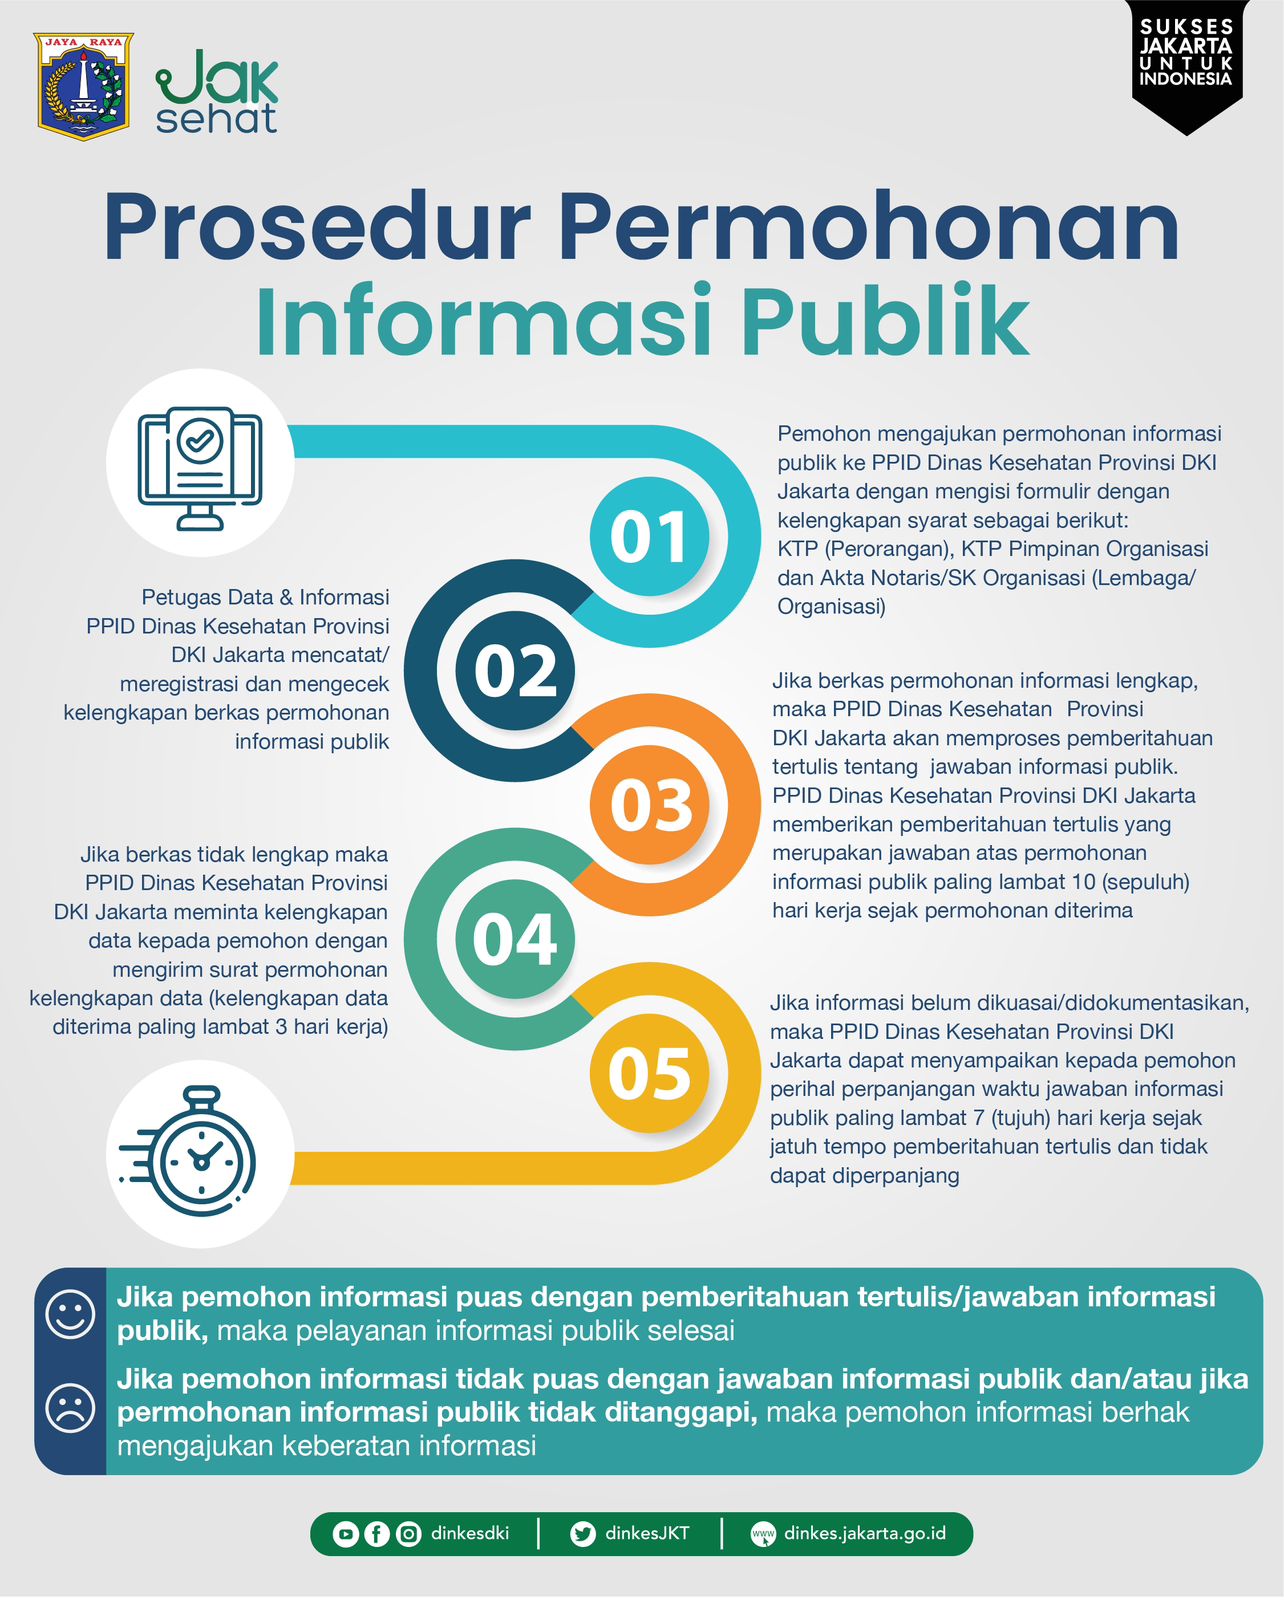 JAYA RAYA
Jak
sehat
SUKSES
JAKARTA
UNTUK
INDONESIA
Prosedur Permohonan
Informasi Publik
01
Pemohon mengajukan permohonan informasi
publik ke PPID Dinas Kesehatan Provinsi DKI
Jakarta dengan mengisi formulir dengan
kelengkapan syarat sebagai berikut:
KTP (Perorangan), KTP Pimpinan Organisasi
dan Akta Notaris/SK Organisasi (Lembaga/
Organisasi)
02
Petugas Data & Informasi
PPID Dinas Kesehatan Provinsi
DKI Jakarta mencatat/
meregistrasi dan mengecek
kelengkapan berkas permohonan
informasi publik
03
Jika berkas permohonan informasi lengkap,
maka PPID Dinas Kesehatan Provinsi
DKI Jakarta akan memproses pemberitahuan
tertulis tentang jawaban informasi publik.
PPID Dinas Kesehatan Provinsi DKI Jakarta
memberikan pemberitahuan tertulis yang
merupakan jawaban atas permohonan
informasi publik paling lambat 10 (sepuluh)
hari kerja sejak permohonan diterima
04
Jika berkas tidak lengkap maka
PPID Dinas Kesehatan Provinsi
DKI Jakarta meminta kelengkapan
data kepada pemohon dengan
mengirim surat permohonan
kelengkapan data (kelengkapan data
diterima paling lambat 3 hari kerja)
05
Jika informasi belum dikuasai/didokumentasikan,
maka PPID Dinas Kesehatan Provinsi DKI
Jakarta dapat menyampaikan kepada pemohon
perihal perpanjangan waktu jawaban informasi
publik paling lambat 7 (tujuh) hari kerja sejak
jatuh tempo pemberitahuan tertulis dan tidak
dapat diperpanjang
Jika pemohon informasi puas dengan pemberitahuan tertulis/jawaban informasi
publik, maka pelayanan informasi publik selesai
Jika pemohon informasi tidak puas dengan jawaban informasi publik dan/atau jika
permohonan informasi publik tidak ditanggapi, maka pemohon informasi berhak
mengajukan keberatan informasi
dinkesdki | dinkesJKT | www dinkes.jakarta.go.id